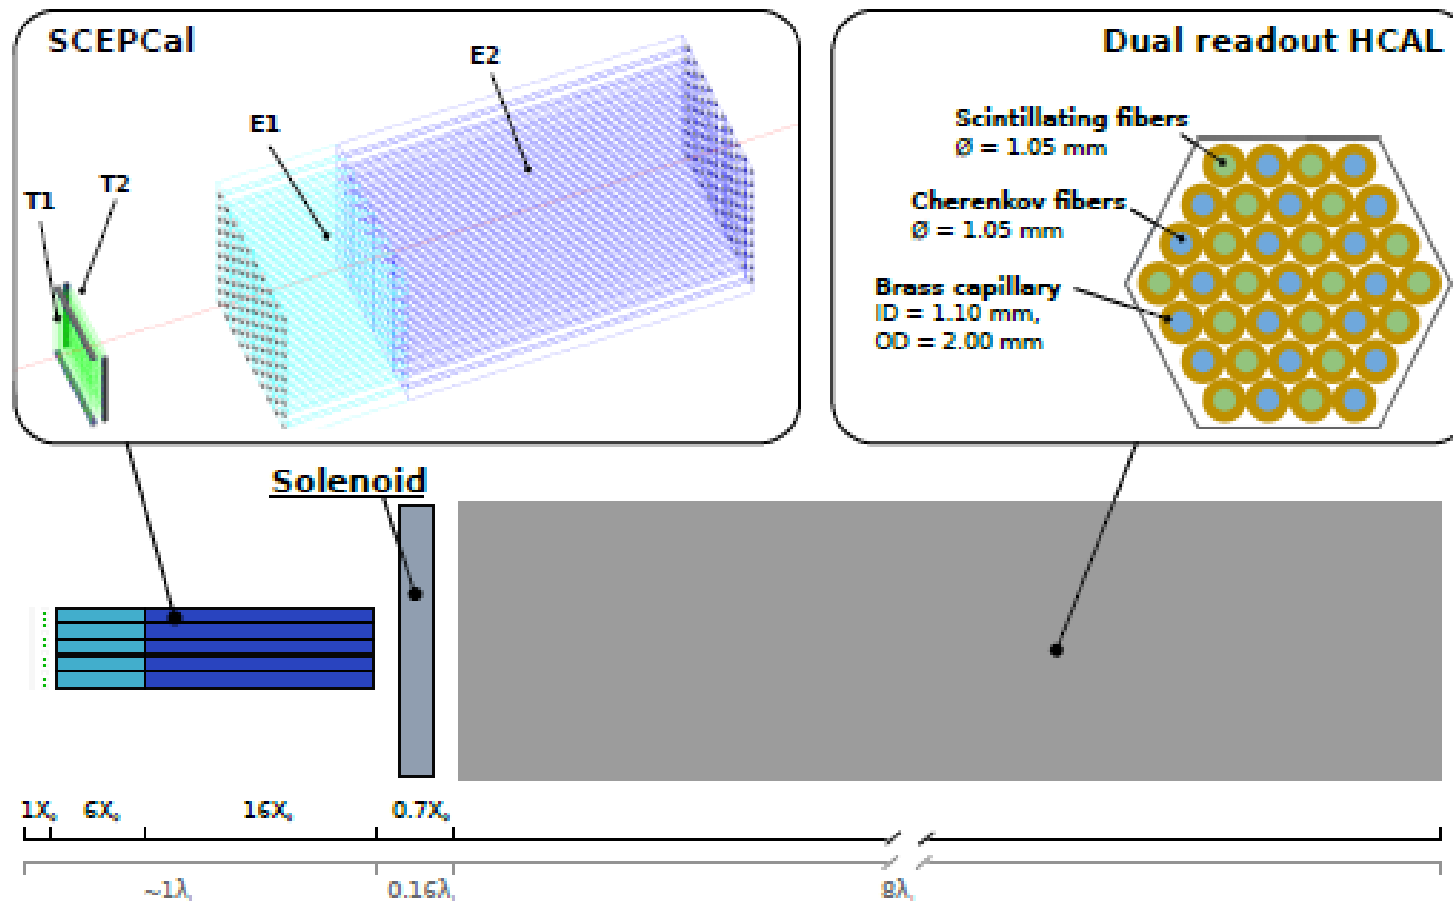 SCEPCal
E2
E1
T2
T1
Dual readout HCAL
Scintillating fibers
Ø = 1.05 mm
Cherenkov fibers
Ø = 1.05 mm
Brass capillary
ID = 1.10 mm,
OD = 2.00 mm
Solenoid
1X₀ 6X₀ 16X₀ 0.7X₀
~1λᵢ 0.16λᵢ 8λᵢ